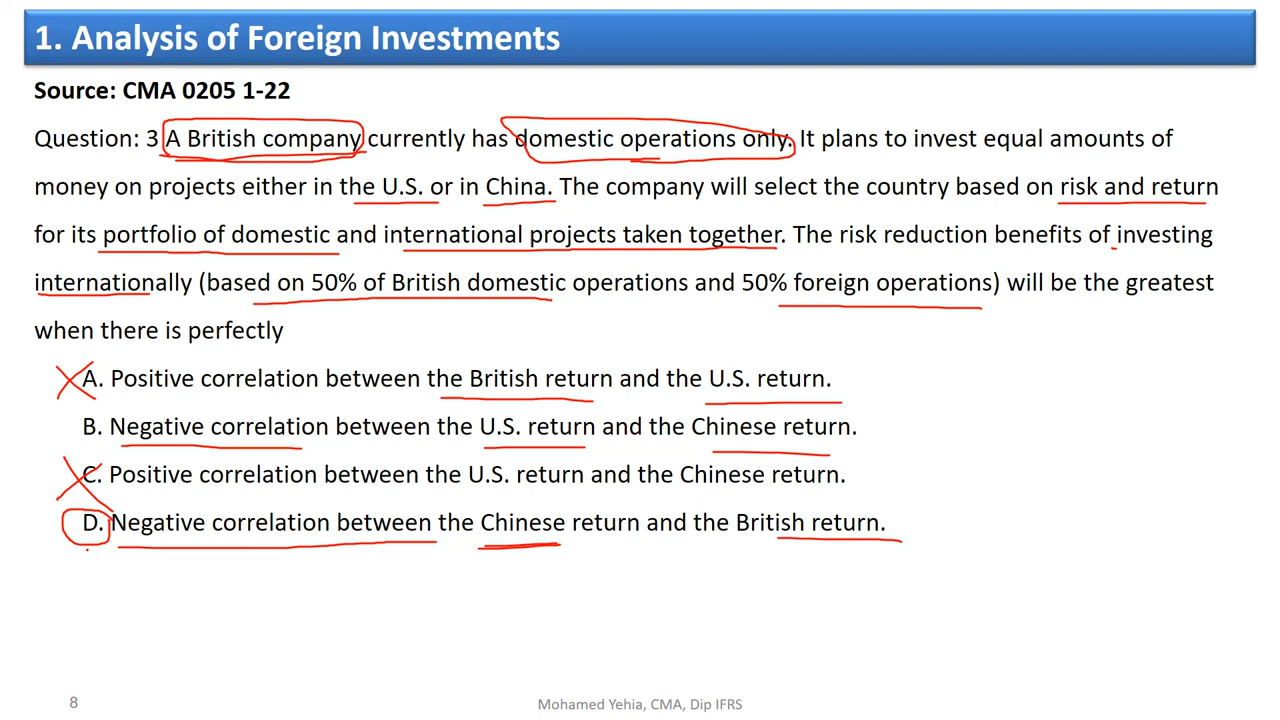 1. Analysis of Foreign Investments
Source: CMA 0205 1-22
Question: 3 A British company currently has domestic operations only. It plans to invest equal amounts of
money on projects either in the U.S. or in China. The company will select the country based on risk and return
for its portfolio of domestic and international projects taken together. The risk reduction benefits of investing
internationally (based on 50% of British domestic operations and 50% foreign operations) will be the greatest
when there is perfectly
A. Positive correlation between the British return and the U.S. return.
B. Negative correlation between the U.S. return and the Chinese return.
C. Positive correlation between the U.S. return and the Chinese return.
D. Negative correlation between the Chinese return and the British return.
8
Mohamed Yehia, CMA, Dip IFRS